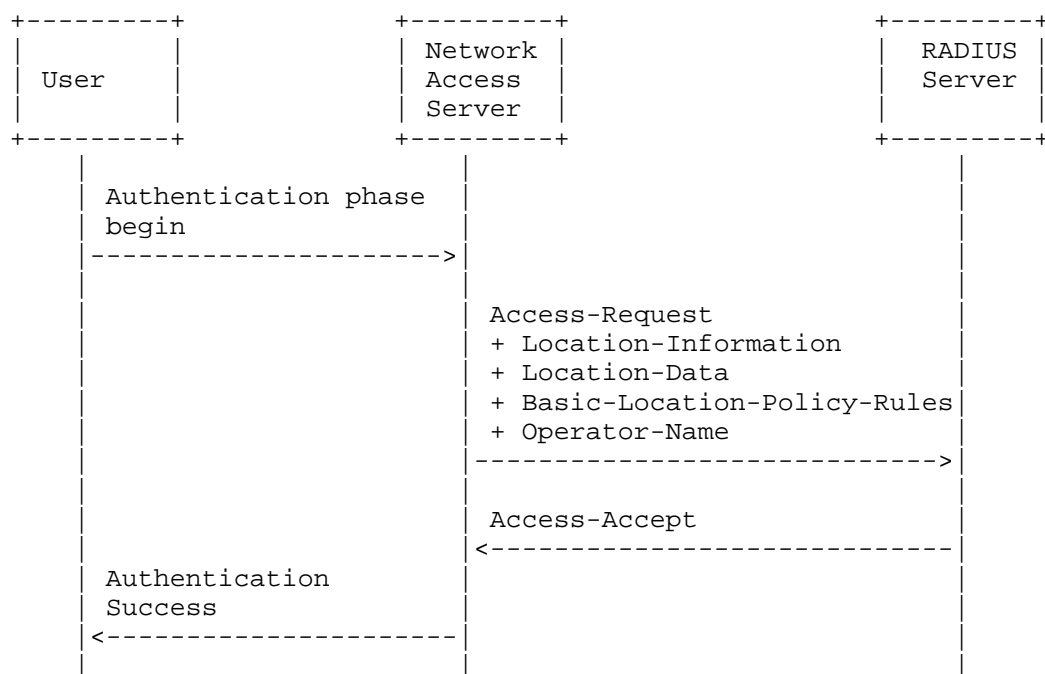 User
Network
Access
Server
RADIUS
Server
Authentication phase
begin
Access-Request
+ Location-Information
+ Location-Data
+ Basic-Location-Policy-Rules
+ Operator-Name
Access-Accept
Authentication
Success